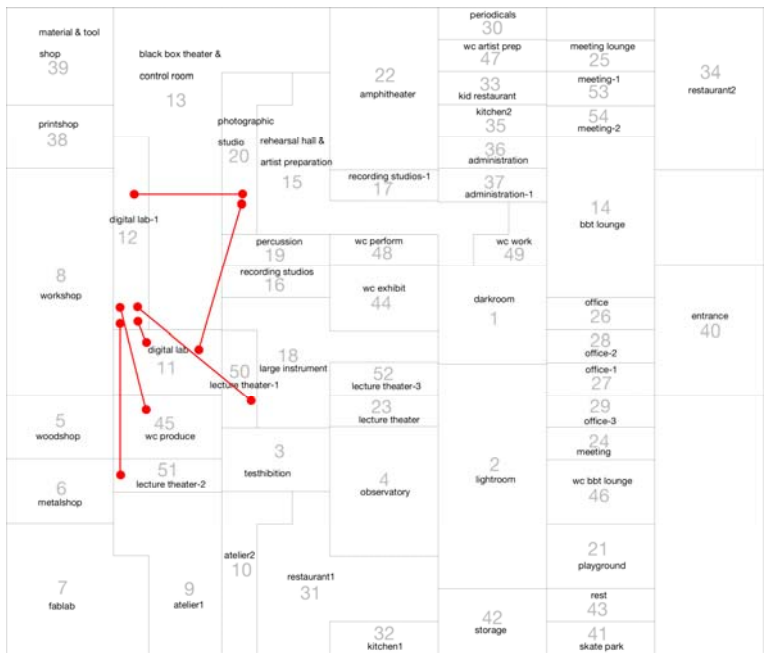 material & tool
shop
39
black box theater &
control room
13
22
amphitheater
periodicals
30
wc artist prep
47
meeting lounge
25
34
restaurant2
33
kid restaurant
meeting-1
53
printshop
38
photographic
studio
20
rehearsal hall &
artist preparation
15
kitchen2
35
54
meeting-2
36
administration
recording studios-1
17
37
administration-1
14
bbt lounge
digital lab-1
12
percussion
19
wc perform
48
wc work
49
8
workshop
recording studios
16
wc exhibit
44
darkroom
1
office
26
entrance
40
28
office-2
digital lab
11
50
lecture theater-1
18
large instrument
52
lecture theater-3
office-1
27
5
woodshop
45
wc produce
23
lecture theater
29
office-3
51
lecture theater-2
3
testhibition
4
observatory
2
lightroom
24
meeting
wc bbt lounge
46
6
metalshop
21
playground
7
fablab
9
atelier1
atelier2
10
restaurant1
31
32
kitchen1
42
storage
rest
43
41
skate park